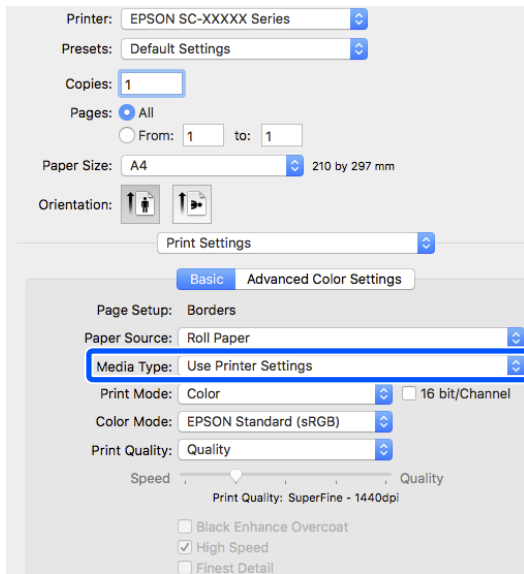 Printer: EPSON SC-XXXXX Series
Presets: Default Settings
Copies: 1
Pages: All
From: 1 to: 1
Paper Size: A4 210 by 297 mm
Orientation:
Print Settings
Basic Advanced Color Settings
Page Setup: Borders
Paper Source: Roll Paper
Media Type: Use Printer Settings
Print Mode: Color 16 bit/Channel
Color Mode: EPSON Standard (sRGB)
Print Quality: Quality
Speed Quality
Print Quality: SuperFine - 1440dpi
Black Enhance Overcoat
High Speed
Finest Detail